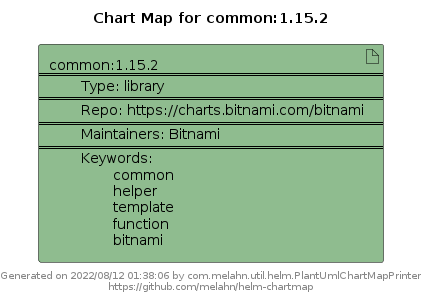 Chart Map for common:1.15.2
common:1.15.2
Type: library
Repo: https://charts.bitnami.com/bitnami
Maintainers: Bitnami
Keywords:
common
helper
template
function
bitnami
Generated on 2022/08/12 01:38:06 by com.melahn.util.helm.PlantUmlChartMapPrinter
https://github.com/melahn/helm-chartmap